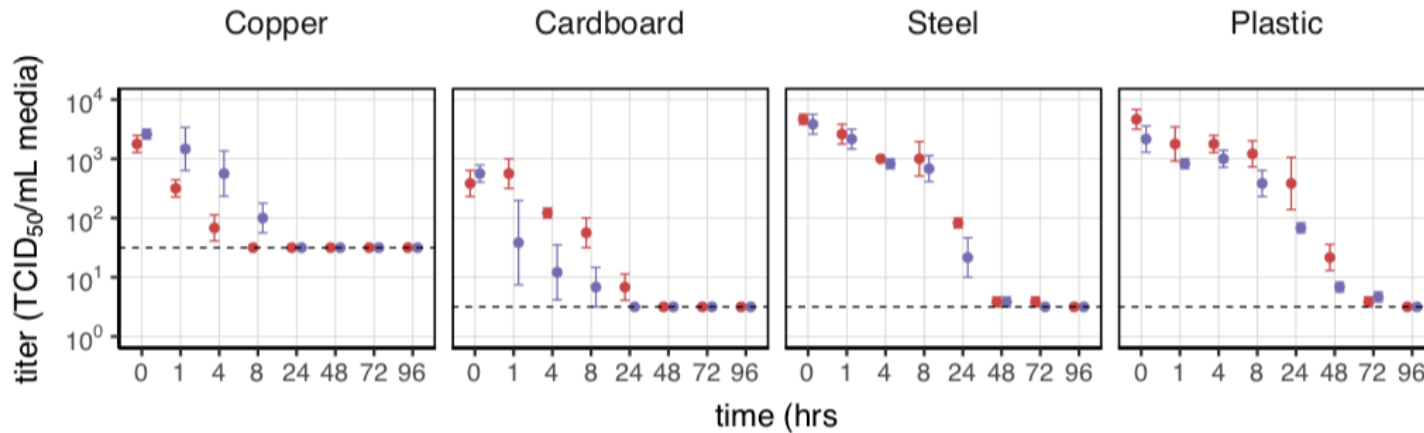 Copper Cardboard Steel Plastic
titer (TCID50/mL media)
10^4
10^3
10^2
10^1
10^0
0 1 4 8 24 48 72 96 0 1 4 8 24 48 72 96 0 1 4 8 24 48 72 96 0 1 4 8 24 48 72 96
time (hrs